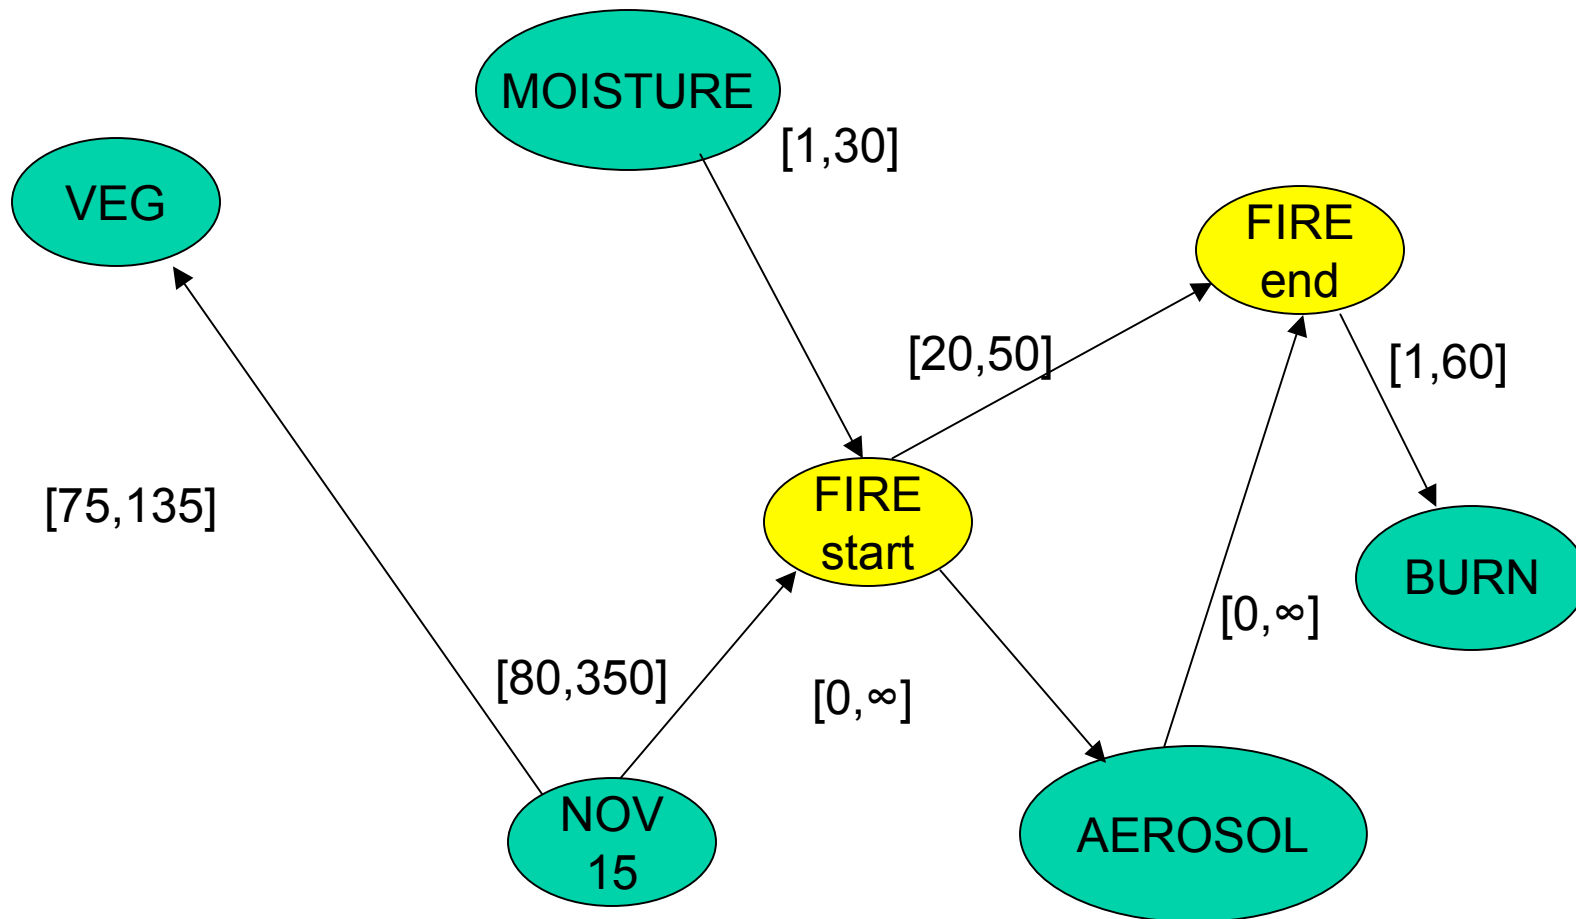 MOISTURE
[1,30]
VEG
FIRE
end
[20,50]
[1,60]
[75,135]
FIRE
start
BURN
[0,∞]
[80,350]
[0,∞]
NOV
15
AEROSOL